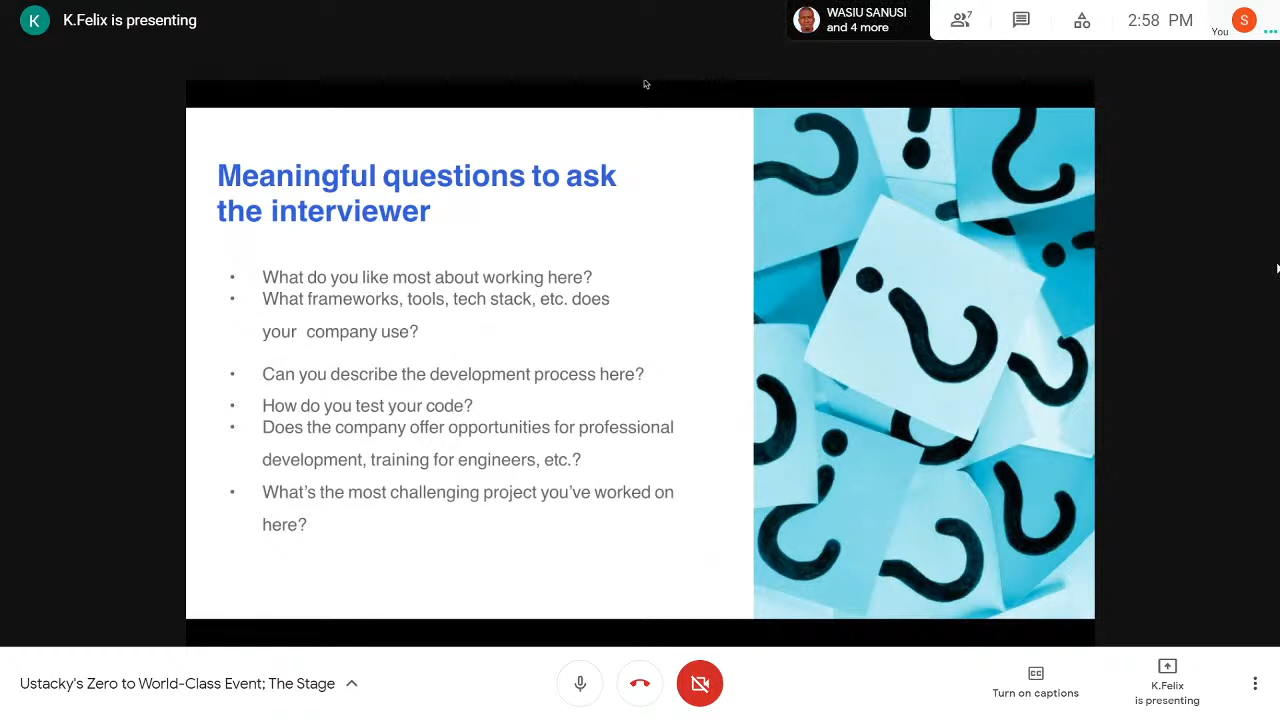 K
K.Felix is presenting
WASIU SANUSI
and 4 more
7
2:58 PM
You
S
Meaningful questions to ask
the interviewer
• What do you like most about working here?
• What frameworks, tools, tech stack, etc. does
your company use?
• Can you describe the development process here?
• How do you test your code?
• Does the company offer opportunities for professional
development, training for engineers, etc.?
• What's the most challenging project you've worked on
here?
Ustacky's Zero to World-Class Event; The Stage
CC
Turn on captions
K.Felix
is presenting